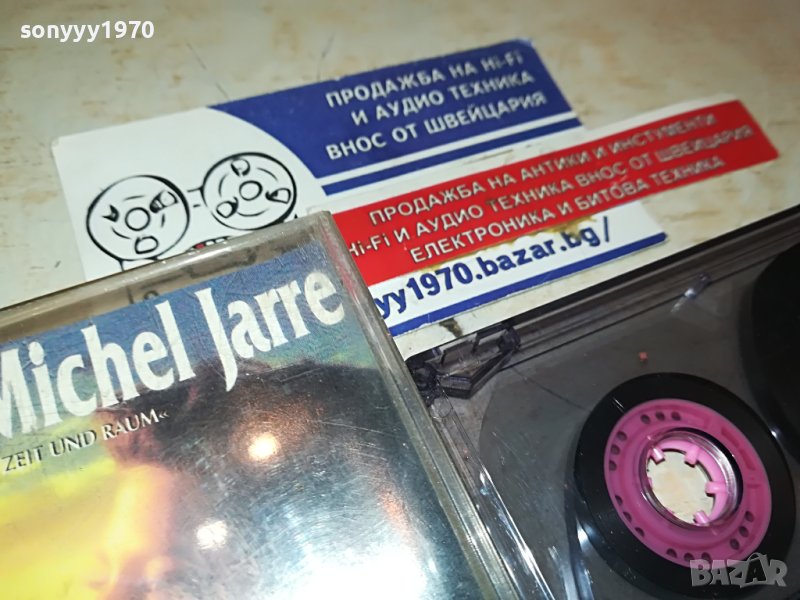 sonyyy1970
ПРОДАЖБА НА Hi-Fi
И АУДИО ТЕХНИКА
ВНОС ОТ ШВЕЙЦАРИЯ
ПРОДАЖБА НА АНТИКИ И ИНСТУМЕНТИ
Hi-Fi И АУДИО ТЕХНИКА ВНОС ОТ ШВЕЙЦАРИЯ
ЕЛЕКТРОНИКА И БИТОВА ТЕХНИКА
yy1970.bazar.bg/
Michel Jarre
ZEIT UND RAUM«
BAZAR